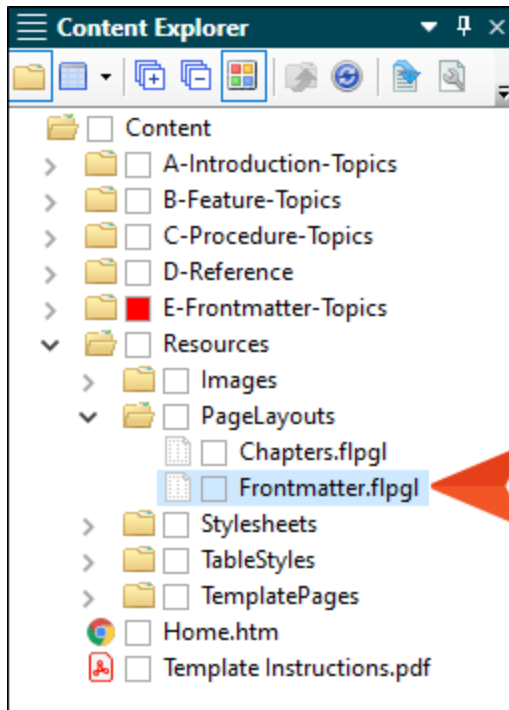 Content Explorer
Content
A-Introduction-Topics
B-Feature-Topics
C-Procedure-Topics
D-Reference
E-Frontmatter-Topics
Resources
Images
PageLayouts
Chapters.flpgl
Frontmatter.flpgl
Stylesheets
TableStyles
TemplatePages
Home.htm
Template Instructions.pdf